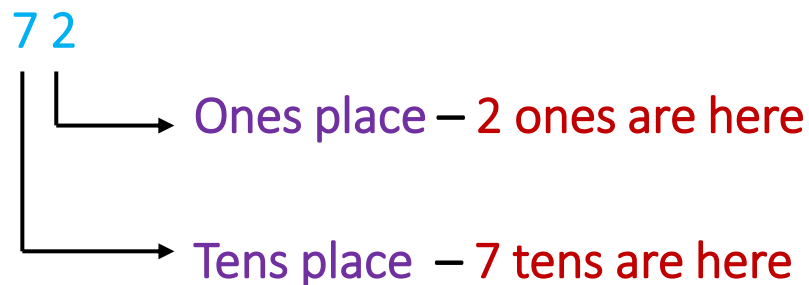 7 2
Ones place – 2 ones are here
Tens place – 7 tens are here